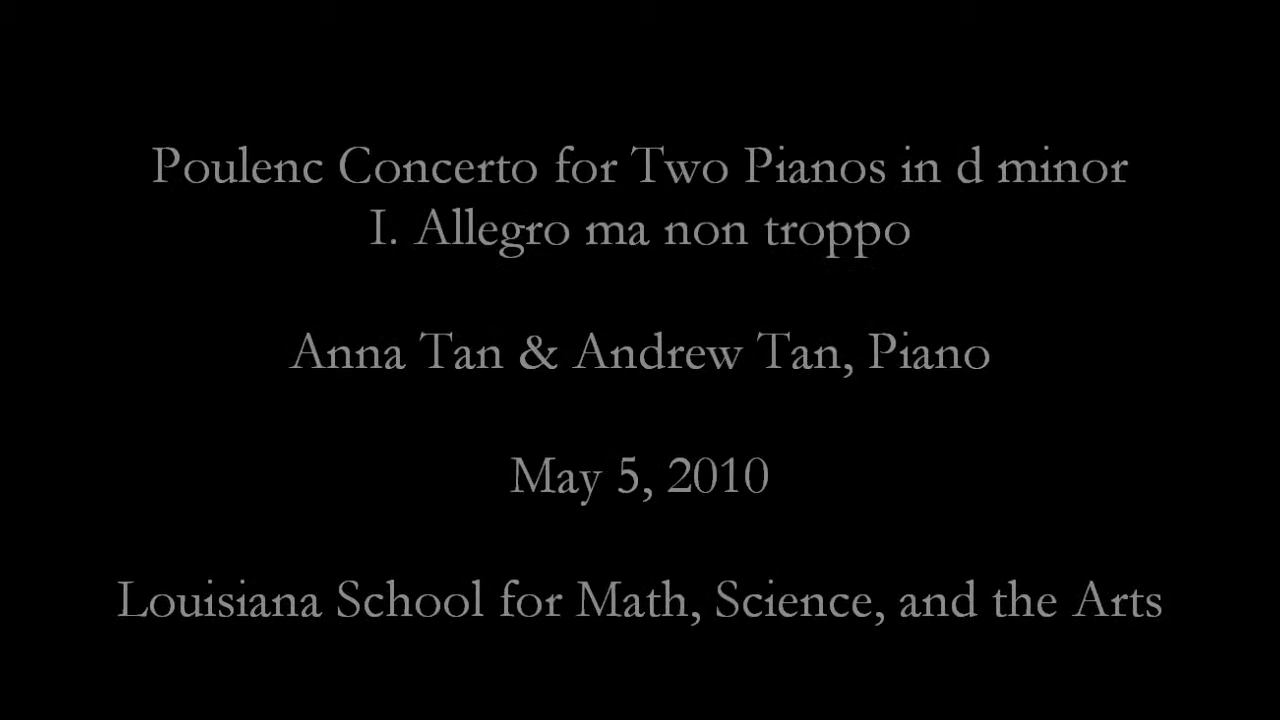 Poulenc Concerto for Two Pianos in d minor
I. Allegro ma non troppo
Anna Tan & Andrew Tan, Piano
May 5, 2010
Louisiana School for Math, Science, and the Arts